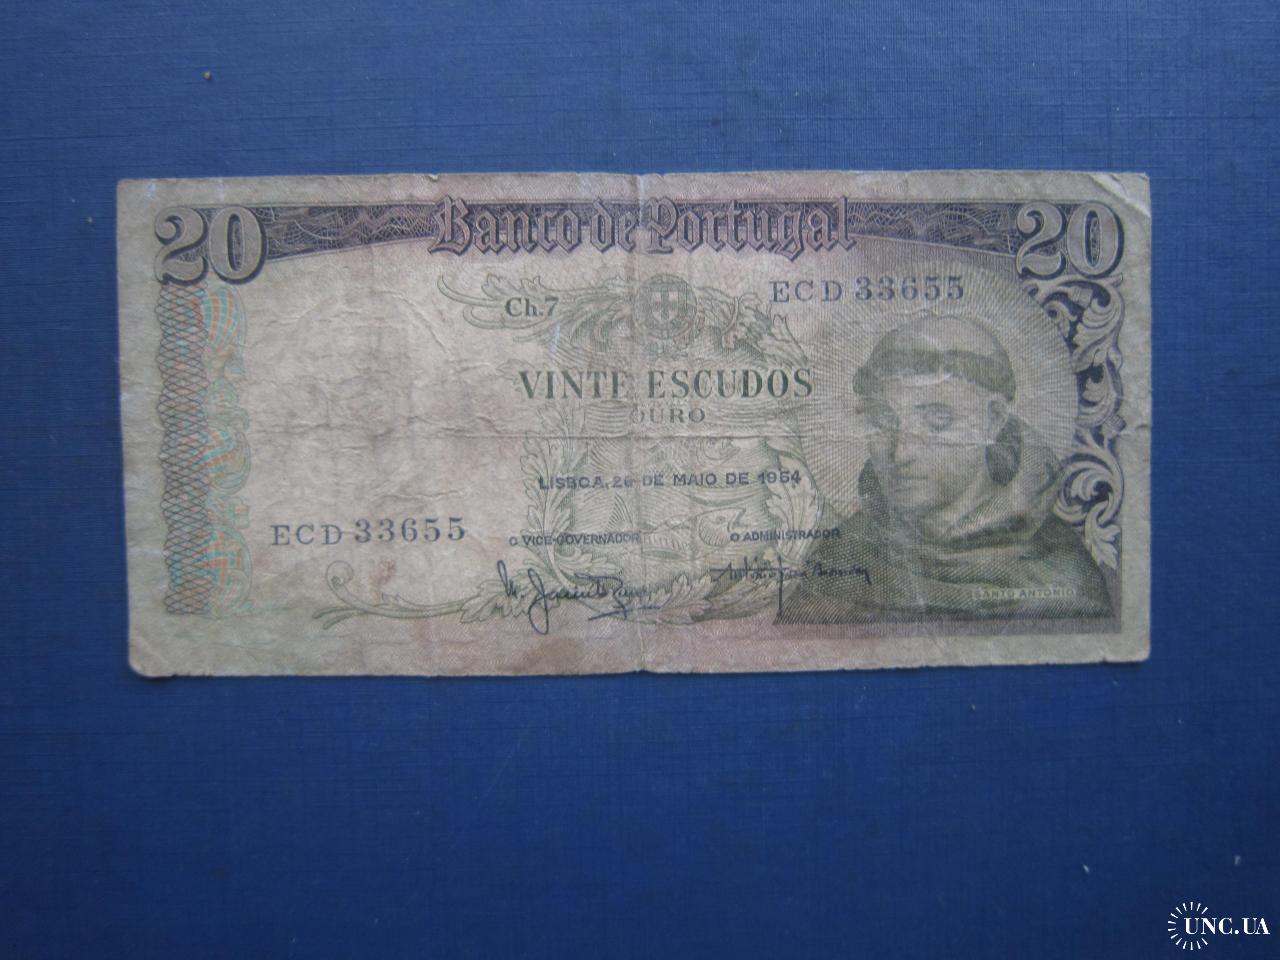 20 Banco de Portugal 20
Ch.7 ECD 33655
VINTE ESCUDOS
OURO
LISBOA, 26 DE MAIO DE 1964
ECD 33655
O VICE-GOVERNADOR O ADMINISTRADOR
SANTO ANTONIO
UNC.UA